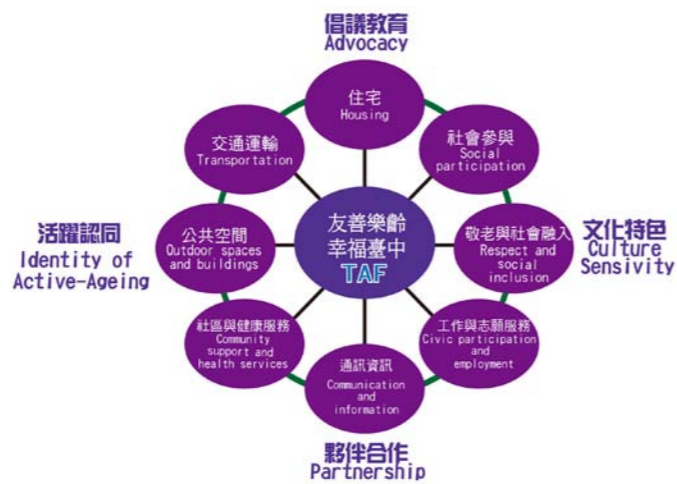 倡議教育
Advocacy
住宅
Housing
交通運輸
Transportation
社會參與
Social
participation
活躍認同
Identity of
Active-Ageing
公共空間
Outdoor spaces
and buildings
友善樂齡
幸福臺中
TAF
敬老與社會融入
Respect and
social
inclusion
文化特色
Culture
Sensivity
社區與健康服務
Community
support and
health services
工作與志願服務
Civic participation
and
employment
通訊資訊
Communication
and
information
夥伴合作
Partnership